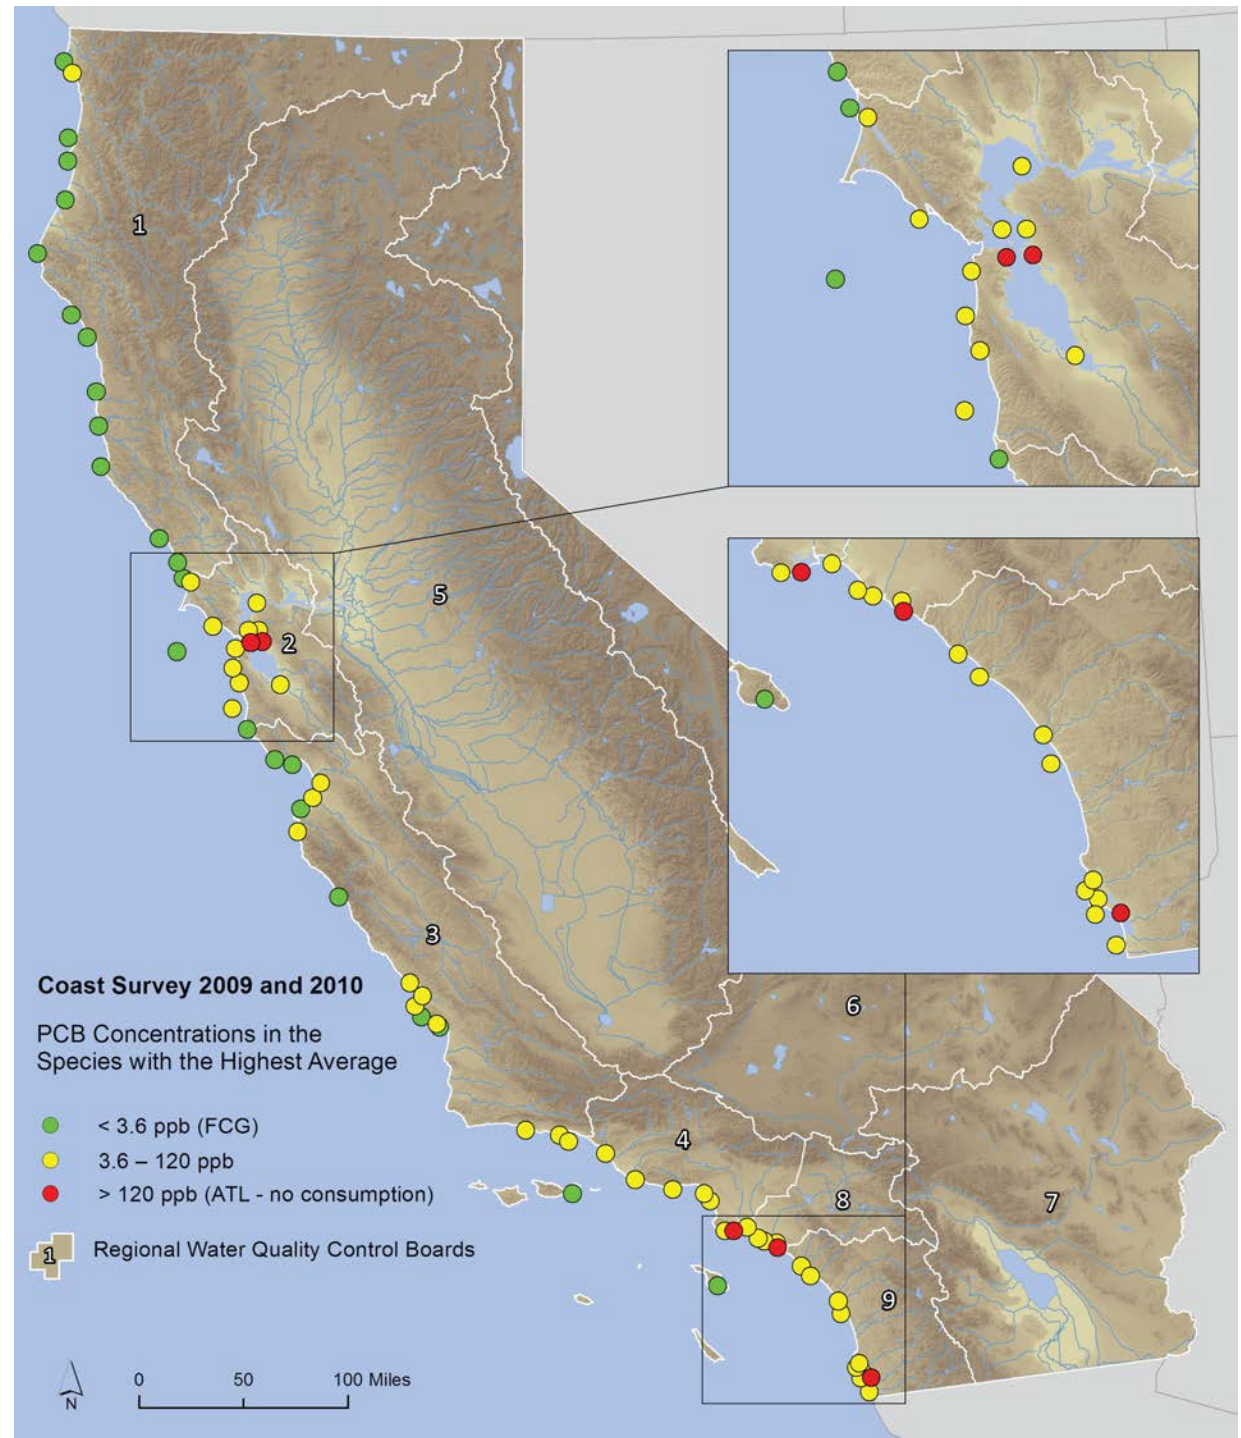 1
2
5
3
Coast Survey 2009 and 2010
PCB Concentrations in the
Species with the Highest Average
< 3.6 ppb (FCG)
3.6 – 120 ppb
> 120 ppb (ATL - no consumption)
1 Regional Water Quality Control Boards
6
4
8
7
9
0 50 100 Miles
N